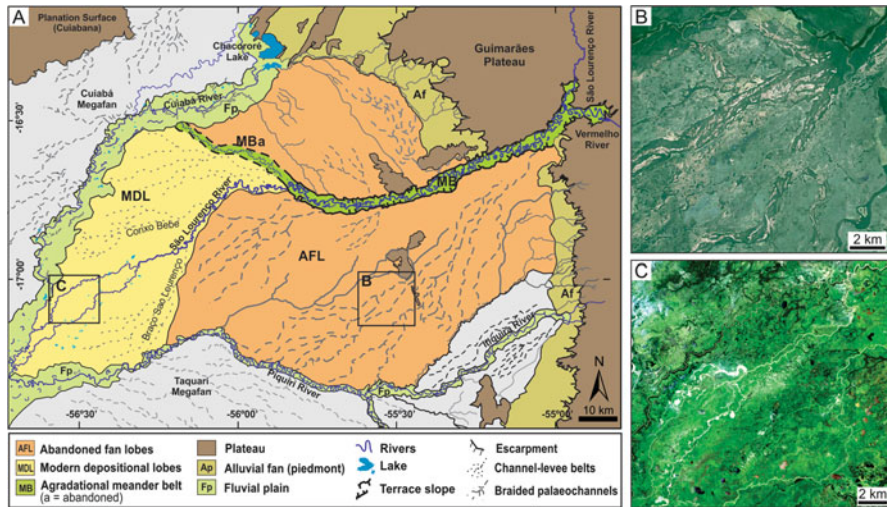 A
Planation Surface
(Cuiabana)
Chacororé
Lake
Guimarães
Plateau
São Lourenço River
Cuiabá
Megafan
Cuiabá River
Fp
Af
-16°30'
MBa
MB
Vermelho
River
MDL
São Lourenço River
Corixo Bebe
AFL
-17°00'
C
B
Braço São Lourenço
Af
Itiquira River
Fp
Taquari
Megafan
Piquiri River
Fp
N
10 km
-56°30'
-56°00'
-55°30'
-55°00'
B
2 km
C
2 km
AFL Abandoned fan lobes
MDL Modern depositional lobes
MB Agradational meander belt
(a = abandoned)
Plateau
Ap Alluvial fan (piedmont)
Fp Fluvial plain
Rivers
Lake
Terrace slope
Escarpment
Channel-levee belts
Braided palaeochannels